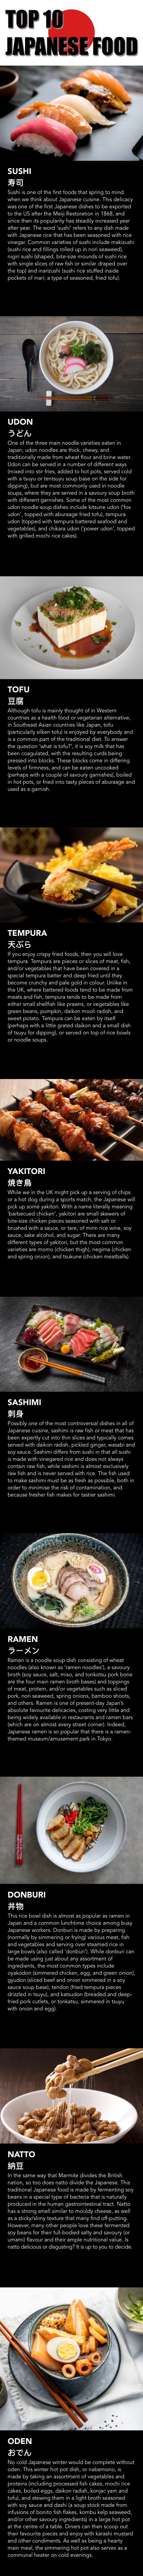 TOP 10
JAPANESE FOOD
SUSHI
寿司
Sushi is one of the first foods that spring to mind
when we think about Japanese cuisine. This delicacy
was one of the first Japanese dishes to be exported
to the US after the Meiji Restoration in 1868, and
since then its popularity has steadily increased year
after year. The word 'sushi' refers to any dish made
with Japanese rice that has been seasoned with rice
vinegar. Common varieties of sushi include makizushi
(sushi rice and fillings rolled up in nori seaweed),
nigiri sushi (shaped, bite-size mounds of sushi rice
with single slices of raw fish or similar draped over
the top) and inarizushi (sushi rice stuffed inside
pockets of inari, a type of seasoned, fried tofu).
UDON
うどん
One of the three main noodle varieties eaten in
Japan; udon noodles are thick, chewy, and
traditionally made from wheat flour and brine water.
Udon can be served in a number of different ways
(mixed into stir fries, added to hot pots, served cold
with a tsuyu or tentsuyu soup base on the side for
dipping), but are most commonly used in noodle
soups, where they are served in a savoury soup broth
with different garnishes. Some of the most common
udon noodle soup dishes include kitsune udon ('fox
udon', topped with aburaage fried tofu), tempura
udon (topped with tempura battered seafood and
vegetables), and chikara udon ('power udon', topped
with grilled mochi rice cakes).
TOFU
豆腐
Although tofu is mainly thought of in Western
countries as a health food or vegetarian alternative,
in Southeast Asian countries like Japan, tofu
(particularly silken tofu) is enjoyed by everybody and
is a common part of the traditional diet. To answer
the question 'what is tofu?', it is soy milk that has
been coagulated, with the resulting curds being
pressed into blocks. These blocks come in differing
levels of firmness, and can be eaten uncooked
(perhaps with a couple of savoury garnishes), boiled
in hot pots, or fried into tasty pieces of abuaage and
used as a garnish.
TEMPURA
天ぷら
If you enjoy crispy fried foods, then you will love
tempura. Tempura are pieces or slices of meat, fish,
and/or vegetables that have been covered in a
special tempura batter and deep fried until they
become crunchy and pale gold in colour. Unlike in
the UK, where battered foods tend to be made from
meats and fish, tempura tends to be made from
either small shellfish like prawns, or vegetables like
green beans, pumpkin, daikon mooli radish, and
sweet potato. Tempura can be eaten by itself
(perhaps with a little grated daikon and a small dish
of tsuyu for dipping), or served on top of rice bowls
or noodle soups.
YAKITORI
焼き鳥
While we in the UK might pick up a serving of chips
or a hot dog during a sports match, the Japanese will
pick up some yakitori. With a name literally meaning
'barbecued chicken', yakitori are small skewers of
bite-size chicken pieces seasoned with salt or
brushed with a sauce, or tare, of mirin rice wine, soy
sauce, sake alcohol, and sugar. There are many
different types of yakitori, but the most common
varieties are momo (chicken thigh), negima (chicken
and spring onion), and tsukune (chicken meatballs).
SASHIMI
刺身
Possibly one of the most controversial dishes in all of
Japanese cuisine, sashimi is raw fish or meat that has
been expertly cut into thin slices and typically comes
served with daikon radish, pickled ginger, wasabi and
soy sauce. Sashimi differs from sushi in that all sushi
is made with vinegared rice and does not always
contain raw fish, while sashimi is almost exclusively
raw fish and is never served with rice. The fish used
to make sashimi must be as fresh as possible, both in
order to minimise the risk of contamination, and
because fresher fish makes for tastier sashimi.
RAMEN
ラーメン
Ramen is a noodle soup dish consisting of wheat
noodles (also known as 'ramen noodles'), a savoury
broth (soy sauce, salt, miso, and tonkotsu pork bone
are the four main ramen broth bases) and toppings
of meat, protein, and/or vegetables such as sliced
pork, nori seaweed, spring onions, bamboo shoots,
and others. Ramen is one of present-day Japan's
absolute favourite delicacies, costing very little and
being widely available in restaurants and ramen bars
(which are on almost every street corner). Indeed,
Japanese ramen is so popular that there is a ramen-
themed museum/amusement park in Tokyo.
DONBURI
丼物
This rice bowl dish is almost as popular as ramen in
Japan and a common lunchtime choice among busy
Japanese workers. Donburi is made by preparing
(normally by simmering or frying) various meat, fish
and vegetables and serving over steamed rice in
large bowls (also called 'donburi'). While donburi can
be made using just about any assortment of
ingredients, the most common types include
oyakodon (simmered chicken, egg, and green onion),
gyudon (sliced beef and onion simmered in a soy
sauce soup base), tendon (fried tempura pieces
drizzled in tsuyu), and katsudon (breaded and deep-
fried pork cutlets, or tonkatsu, simmered in tsuyu
with onion and egg).
NATTO
納豆
In the same way that Marmite divides the British
nation, so too does natto divide the Japanese. This
traditional Japanese food is made by fermenting soy
beans in a special type of bacteria that is naturally
produced in the human gastrointestinal tract. Natto
has a strong smell similar to mouldy cheese, as well
as a sticky/slimy texture that many find off-putting.
However, many other people love these fermented
soy beans for their full-bodied salty and savoury (or
umami) flavour and their ample nutritional value. Is
natto delicious or disgusting? It is up to you to decide.
ODEN
おでん
No cold Japanese winter would be complete without
oden. This winter hot pot dish, or nabemono, is
made by taking an assortment of vegetables and
proteins (including processed fish cakes, mochi rice
cakes, boiled eggs, daikon radish, konjac yam and
tofu), and stewing them in a light broth seasoned
with soy sauce and dashi (a soup stock made from
infusions of bonito fish flakes, kombu kelp seaweed,
and/or other savoury ingredients) in a large hot pot
at the centre of a table. Diners can then scoop out
their favourite pieces and enjoy with karashi mustard
and other condiments. As well as being a hearty
main meal, the simmering hot pot also serves as a
communal heater on cold evenings.